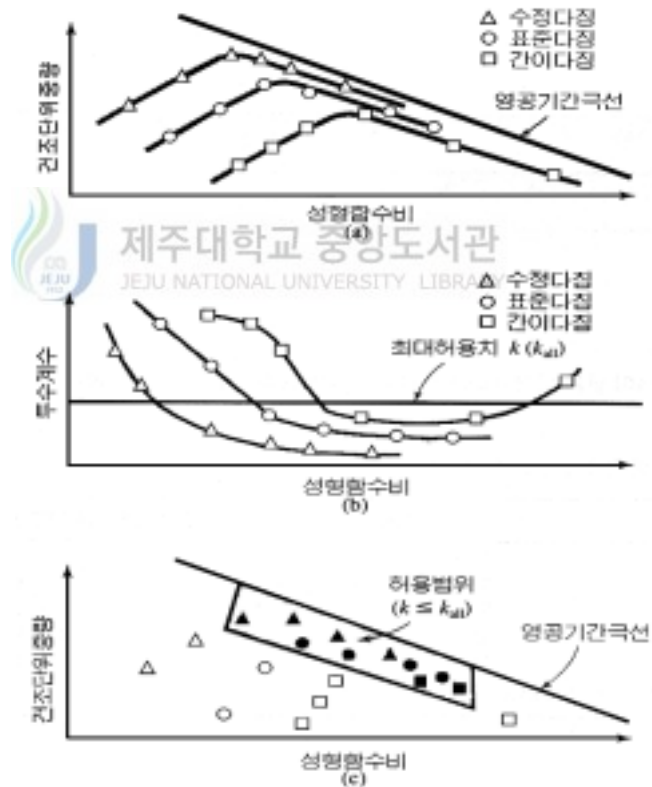 수정다짐
표준다짐
간이다짐
영공기간극선
건조단위중량
성형함수비
(a)
제주대학교 중앙도서관
JEJU NATIONAL UNIVERSITY LIBRARY
JEJU
1952
수정다짐
표준다짐
간이다짐
최대허용치 k (kall)
투수계수
성형함수비
(b)
허용범위
(k ≤ kall)
영공기간극선
건조단위중량
성형함수비
(c)